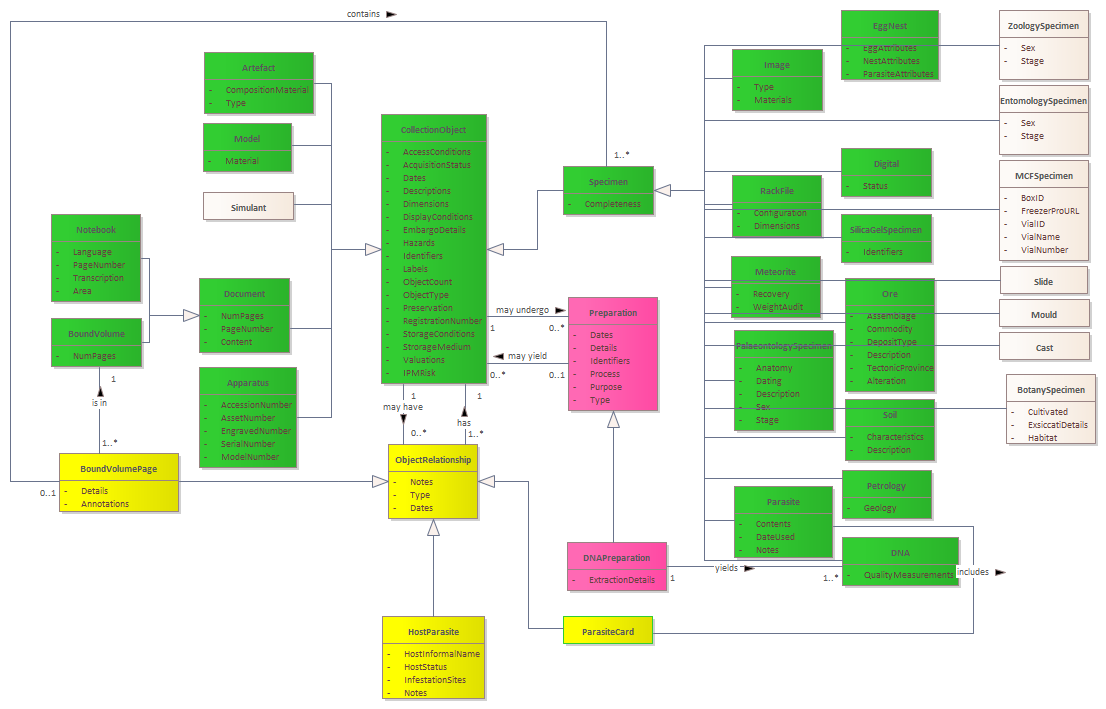 contains
Artefact
- CompositionMaterial
- Type
Model
- Material
Simulant
Notebook
- Language
- PageNumber
- Transcription
- Area
BoundVolume
- NumPages
Document
- NumPages
- PageNumber
- Content
Apparatus
- AccessionNumber
- AssetNumber
- EngravedNumber
- SerialNumber
- ModelNumber
1
is in
1..*
BoundVolumePage
- Details
- Annotations
0..1
CollectionObject
- AccessConditions
- AcquisitionStatus
- Dates
- Descriptions
- Dimensions
- DisplayConditions
- EmbargoDetails
- Hazards
- Identifiers
- Labels
- ObjectCount
- ObjectType
- Preservation
- RegistrationNumber
- StorageConditions
- StorageMedium
- Valuations
- IPMRisk
1
may have
0..*
1
has
1..*
ObjectRelationship
- Notes
- Type
- Dates
HostParasite
- HostInformalName
- HostStatus
- InfestationSites
- Notes
1..*
Specimen
- Completeness
may undergo
1
0..*
may yield
0..*
0..1
Preparation
- Dates
- Details
- Identifiers
- Process
- Purpose
- Type
DNAPreparation
- ExtractionDetails
1
yields
1..*
ParasiteCard
Image
- Type
- Materials
RackFile
- Contiguration
- Dimensions
Meteorite
- Recovery
- WeightAudit
PalaeontologySpecimen
- Anatomy
- Dating
- Description
- Sex
- Stage
Parasite
- Contents
- DateUsed
- Notes
EggNest
- EggAttributes
- NestAttributes
- ParasiteAttributes
Digital
- Status
SilicaGelSpecimen
- Identifiers
Ore
- Assemblage
- Commodity
- DepositType
- Description
- TectonicProvince
- Alteration
Soil
- Characteristics
- Description
Petrology
- Geology
DNA
- QualityMeasurements
includes
ZoologySpecimen
- Sex
- Stage
EntomologySpecimen
- Sex
- Stage
MCFSpecimen
- BoxID
- FreezerProURL
- VialID
- VialName
- VialNumber
Slide
Mould
Cast
BotanySpecimen
- Cultivated
- ExsiccatiDetails
- Habitat